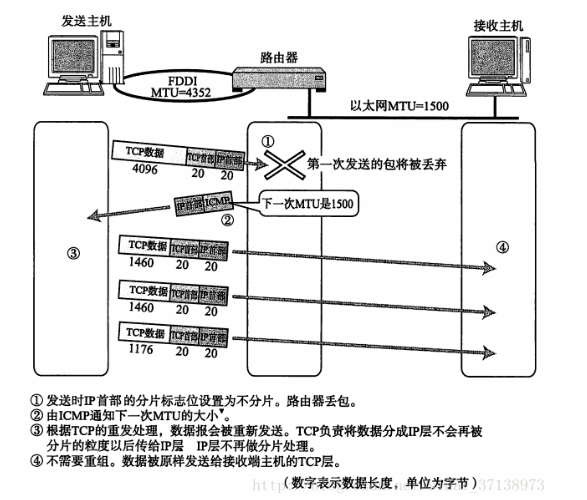 发送主机
接收主机
路由器
FDDI
MTU=4352
以太网MTU=1500
①
TCP数据 TCP首部 IP首部
4096 20 20
第一次发送的包将被丢弃
IP首部 ICMP
下一次MTU是1500
②
③
④
TCP数据 TCP首部 IP首部
1460 20 20
TCP数据 TCP首部 IP首部
1460 20 20
TCP数据 TCP首部 IP首部
1176 20 20
① 发送时IP首部的分片标志位设置为不分片。路由器丢包。
② 由ICMP通知下一次MTU的大小▼。
③ 根据TCP的重发处理，数据报会被重新发送。TCP负责将数据分成IP层不会再被
分片的粒度以后传给IP层 IP层不再做分片处理。
④ 不需要重组。数据被原样发送给接收端主机的TCP层。
（数字表示数据长度，单位为字节）